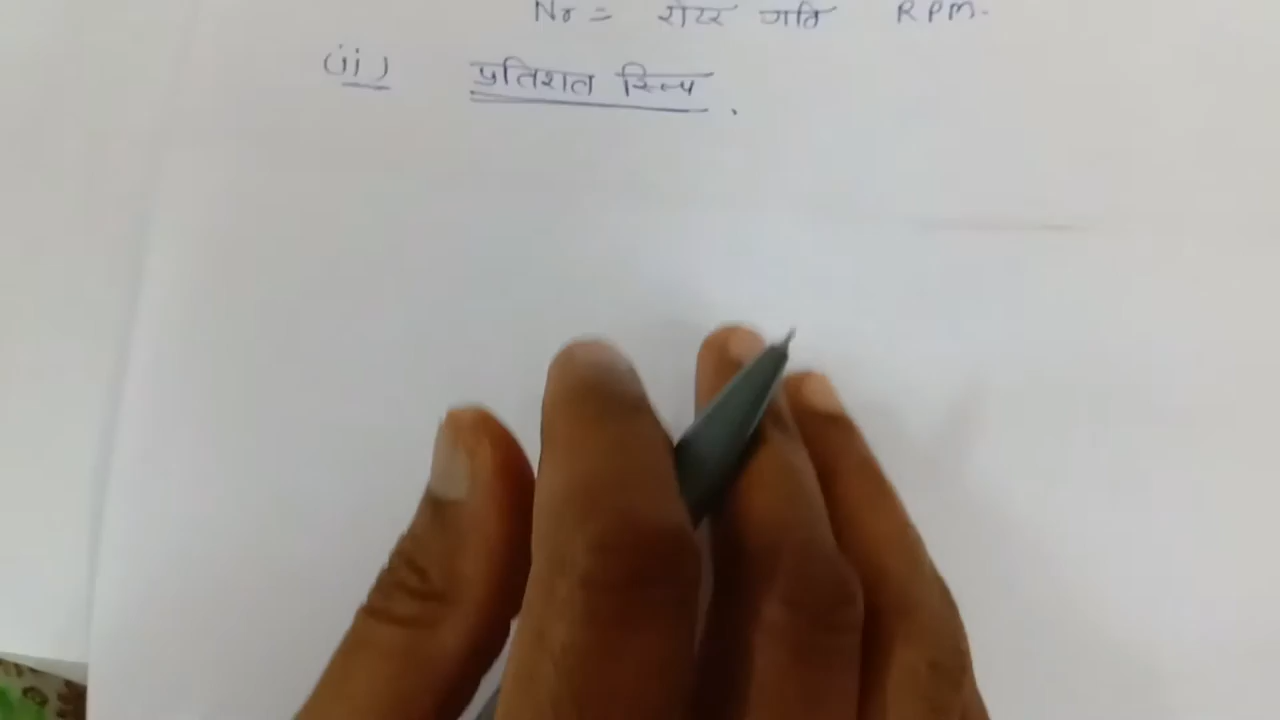 Nr = रोटर गति RPM.
(ii) प्रतिशत स्लिप .